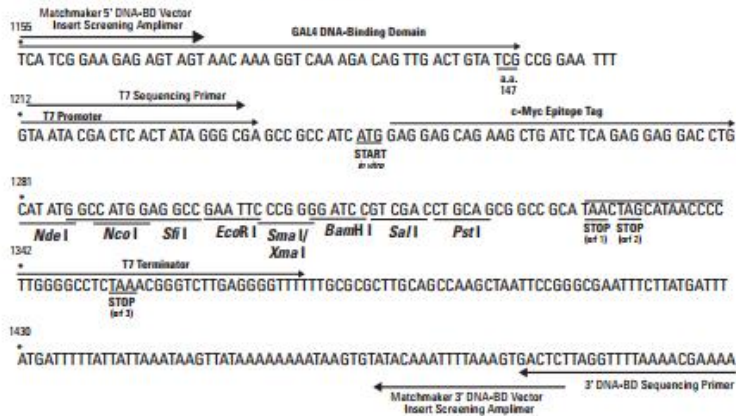 Matchmaker 5' DNA-BD Vector
Insert Screening Amplimer
GAL4 DNA-Binding Domain
1155
TCA TCG GAA GAG AGT AGT AAC AAA GGT CAA AGA CAG TTG ACT GTA TCG CCG GAA TTT
a.a.
147
1212
T7 Sequencing Primer
T7 Promoter
c-Myc Epitope Tag
GTA ATA CGA CTC ACT ATA GGG CGA GCC GCC ATC ATG GAG GAG CAG AAG CTG ATC TCA GAG GAG GAC CTG
START
in vitro
1281
CAT ATG GCC ATG GAG GCC GAA TTC CCG GGG ATC CGT CGA CCT GCA GCG GCC GCA TAACTAGCATAACCCC
Nde I Nco I Sfi I EcoR I Sma I/ BamH I Sal I Pst I STOP STOP
Xma I (orf 1) (orf 2)
1342
T7 Terminator
TTGGGGCCTCTAAACGGGTCTTGAGGGGTTTTTTGCGCGCTTGCAGCCAAGCTAATTCCGGGCGAATTTCTTATGATTT
STOP
(orf 3)
1430
ATGATTTTTATTATTAAATAAGTTATAAAAAAAATAAGTGTATACAAATTTTAAAGTGACTCTTAGGTTTTAAAACGAAAA
3' DNA-BD Sequencing Primer
Matchmaker 3' DNA-BD Vector
Insert Screening Amplimer